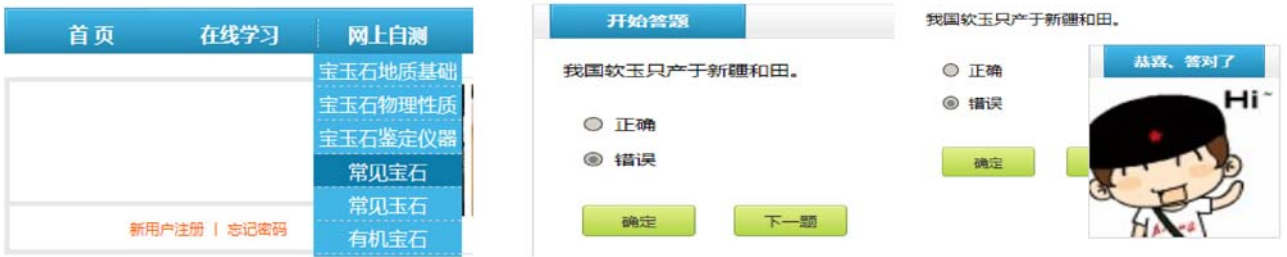 首页 在线学习 网上自测
宝玉石地质基础
宝玉石物理性质
宝玉石鉴定仪器
常见宝石
常见玉石
有机宝石
新用户注册 | 忘记密码
开始答题
我国软玉只产于新疆和田。
正确
错误
确定 下一题
我国软玉只产于新疆和田。
正确
错误
确定
恭喜、答对了
Hi~